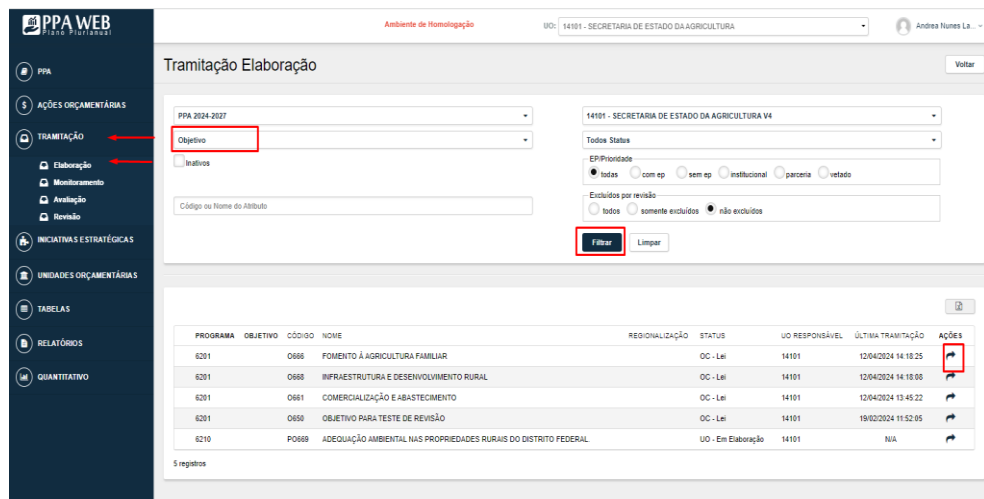 PPA WEB
Plano Plurianual
Ambiente de Homologação
UO: 14101 - SECRETARIA DE ESTADO DA AGRICULTURA
Andrea Nunes La...
PPA
AÇÕES ORÇAMENTÁRIAS
TRAMITAÇÃO
Elaboração
Monitoramento
Avaliação
Revisão
INICIATIVAS ESTRATÉGICAS
UNIDADES ORÇAMENTÁRIAS
TABELAS
RELATÓRIOS
QUANTITATIVO
Tramitação Elaboração
Voltar
PPA 2024-2027
14101 - SECRETARIA DE ESTADO DA AGRICULTURA V4
Objetivo
Todos Status
Inativos
EP/Prioridade
todas com ep sem ep institucional parceria vetado
Código ou Nome do Atributo
Excluídos por revisão
todos somente excluídos não excluídos
Filtrar Limpar
PROGRAMA OBJETIVO CÓDIGO NOME REGIONALIZAÇÃO STATUS UO RESPONSÁVEL ÚLTIMA TRAMITAÇÃO AÇÕES
6201 O666 FOMENTO Á AGRICULTURA FAMILIAR OC - Lei 14101 12/04/2024 14:18:25
6201 O668 INFRAESTRUTURA E DESENVOLVIMENTO RURAL OC - Lei 14101 12/04/2024 14:18:08
6201 O661 COMERCIALIZAÇÃO E ABASTECIMENTO OC - Lei 14101 12/04/2024 13:45:22
6201 O650 OBJETIVO PARA TESTE DE REVISÃO OC - Lei 14101 19/02/2024 11:52:05
6210 PO669 ADEQUAÇÃO AMBIENTAL NAS PROPRIEDADES RURAIS DO DISTRITO FEDERAL. UO - Em Elaboração 14101 N/A
5 registros